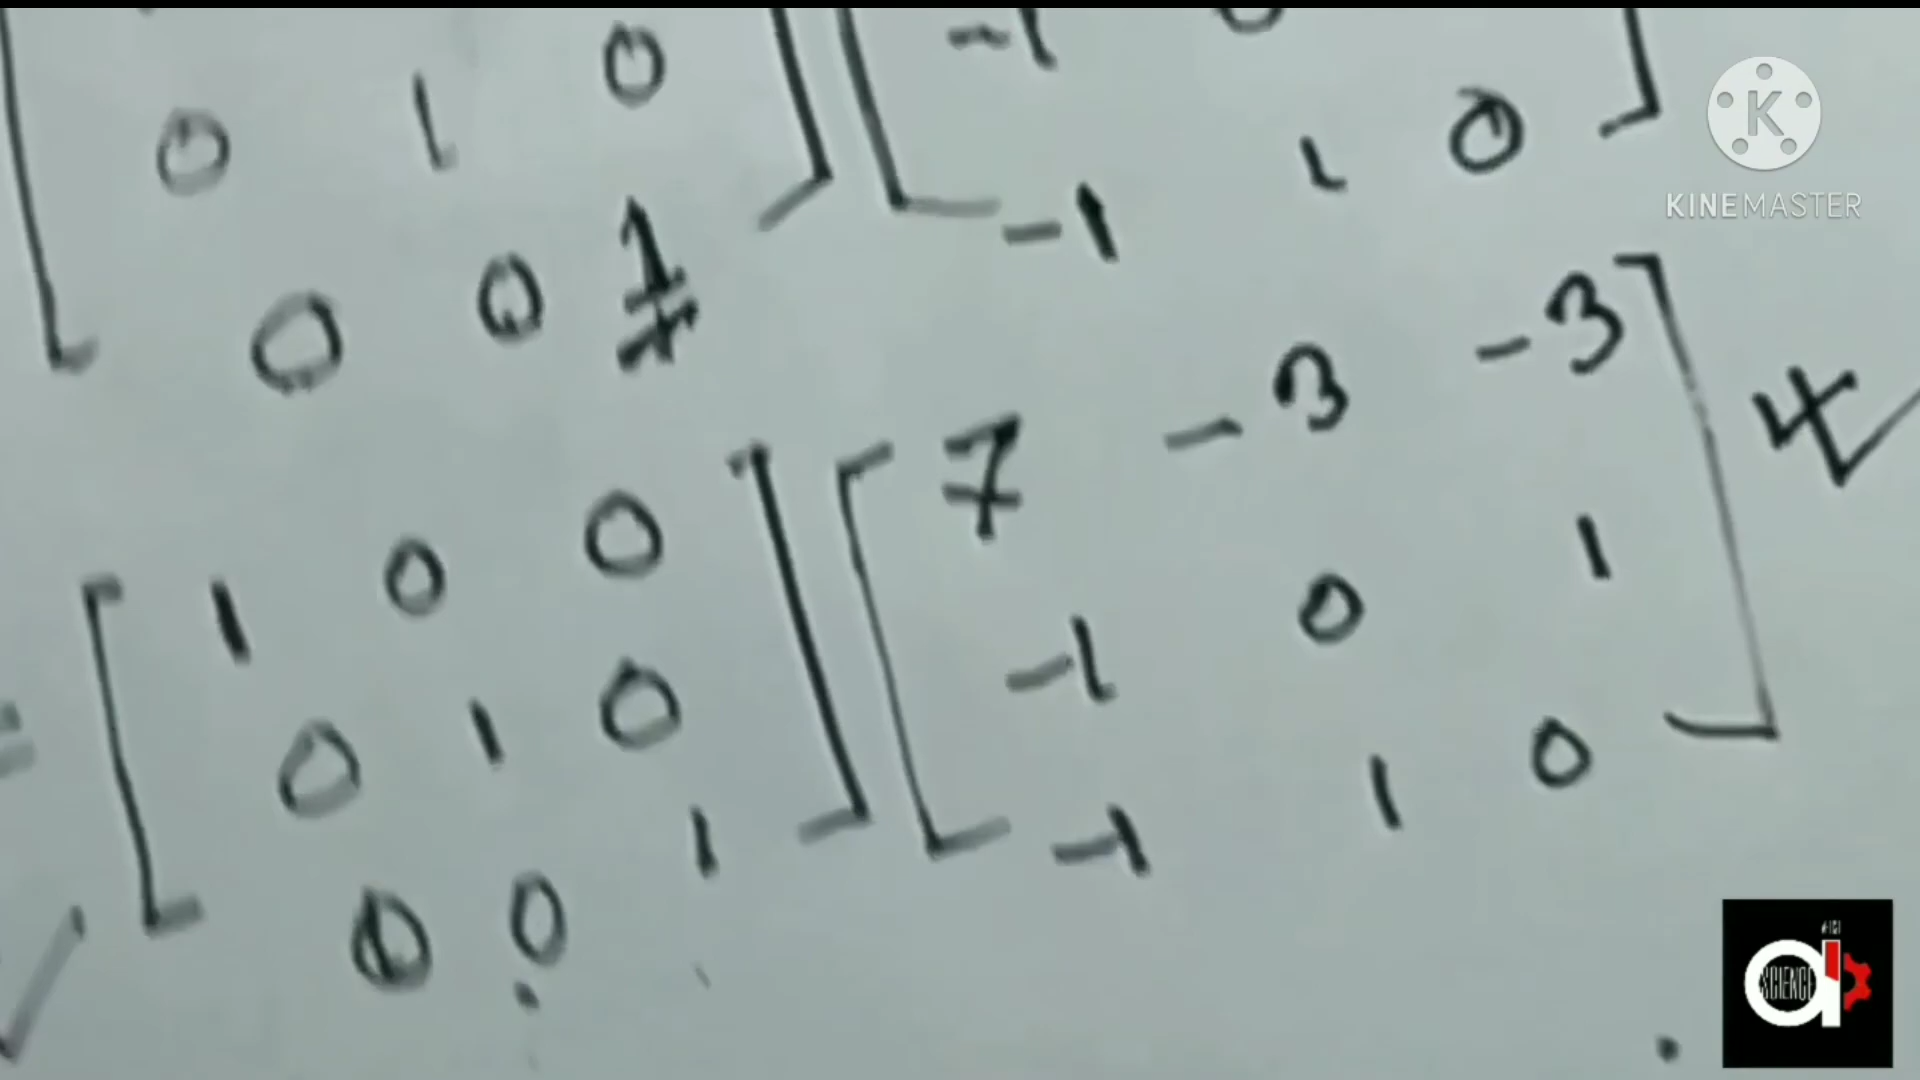 -1 0
0 1 0 -1 1 0
0 0 1
= [1 0 0] [7 -3 -3]
0 1 0 -1 0 1
0 0 1 -1 1 0
K
KINEMASTER
SCIENCE